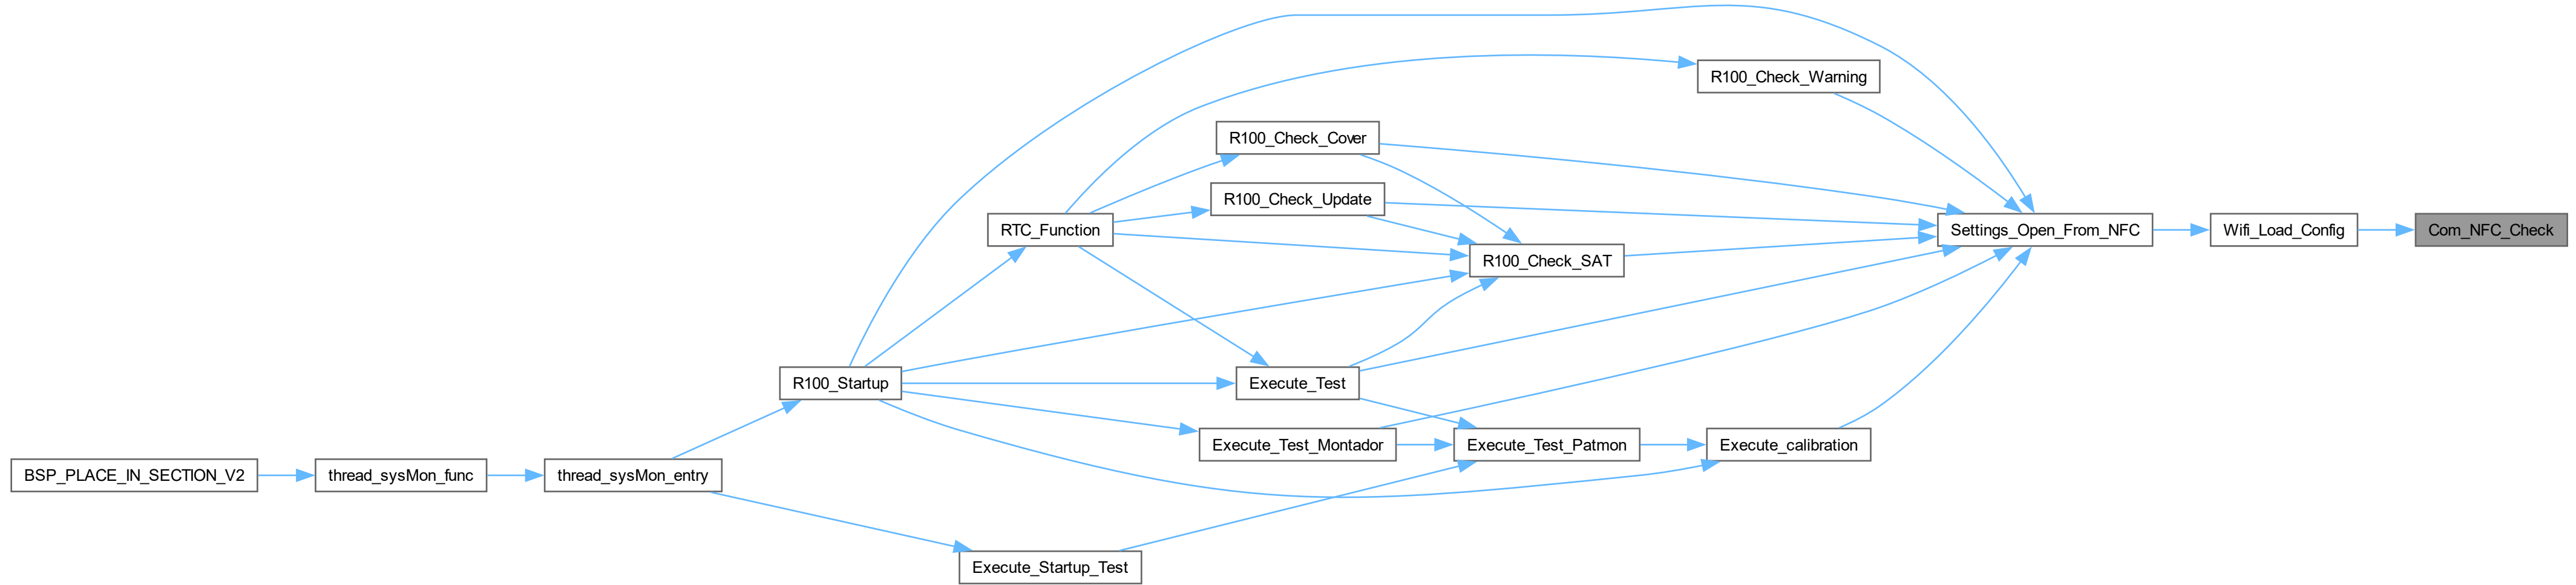 R100_Check_Warning
R100_Check_Cover
R100_Check_Update
RTC_Function
Settings_Open_From_NFC
Wifi_Load_Config
Com_NFC_Check
R100_Check_SAT
R100_Startup
Execute_Test
Execute_Test_Montador
Execute_Test_Patmon
Execute_calibration
BSP_PLACE_IN_SECTION_V2
thread_sysMon_func
thread_sysMon_entry
Execute_Startup_Test